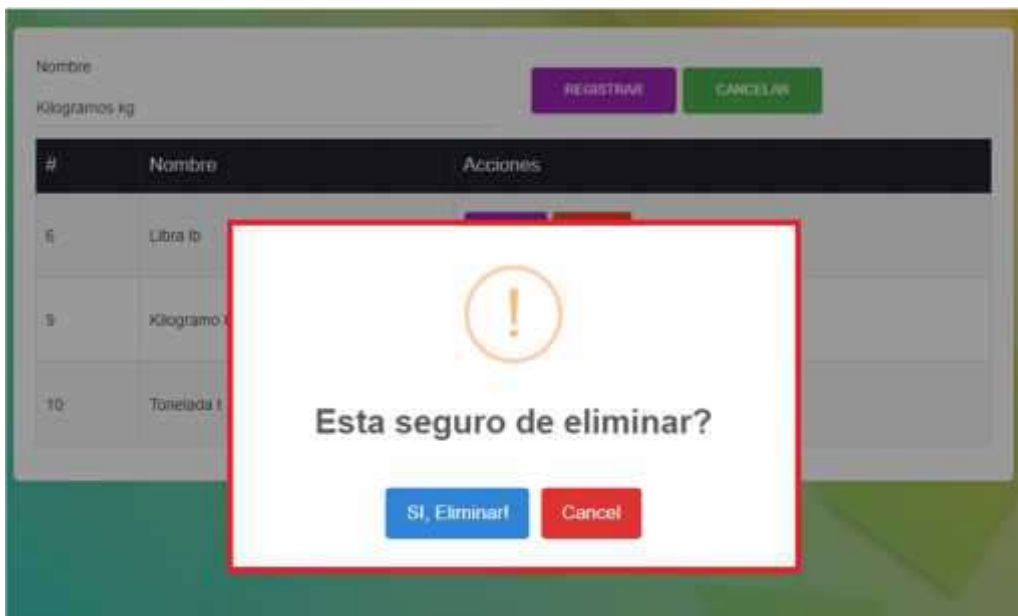 Nombre
REGISTRAR CANCELAR
Kilogramos kg
# Nombre Acciones
6 Libra lb
9 Kilogramo
10 Tonelada t
!
Esta seguro de eliminar?
SI, Eliminar! Cancel